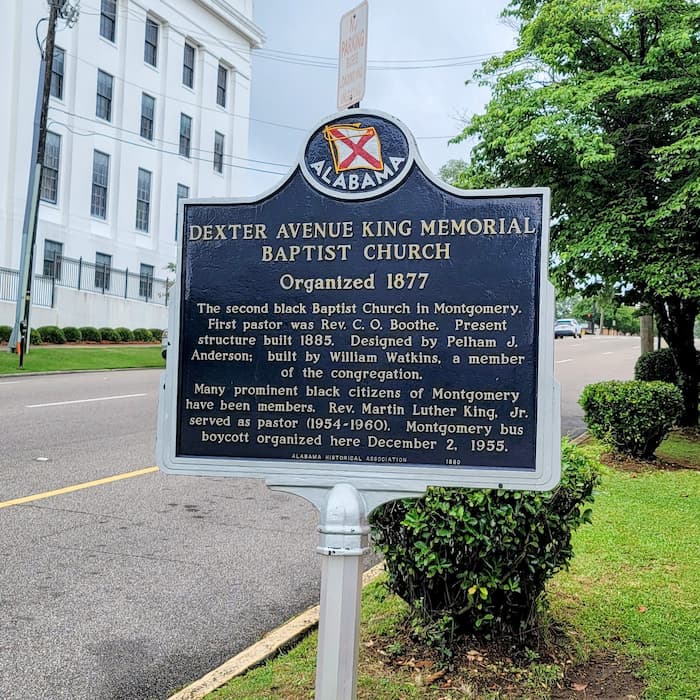 NO
PARKING
ALABAMA
DEXTER AVENUE KING MEMORIAL
BAPTIST CHURCH
Organized 1877
The second black Baptist Church in Montgomery.
First pastor was Rev. C. O. Boothe. Present
structure built 1885. Designed by Pelham J.
Anderson; built by William Watkins, a member
of the congregation.
Many prominent black citizens of Montgomery
have been members. Rev. Martin Luther King, Jr.
served as pastor (1954-1960). Montgomery bus
boycott organized here December 2, 1955.
ALABAMA HISTORICAL ASSOCIATION 1980